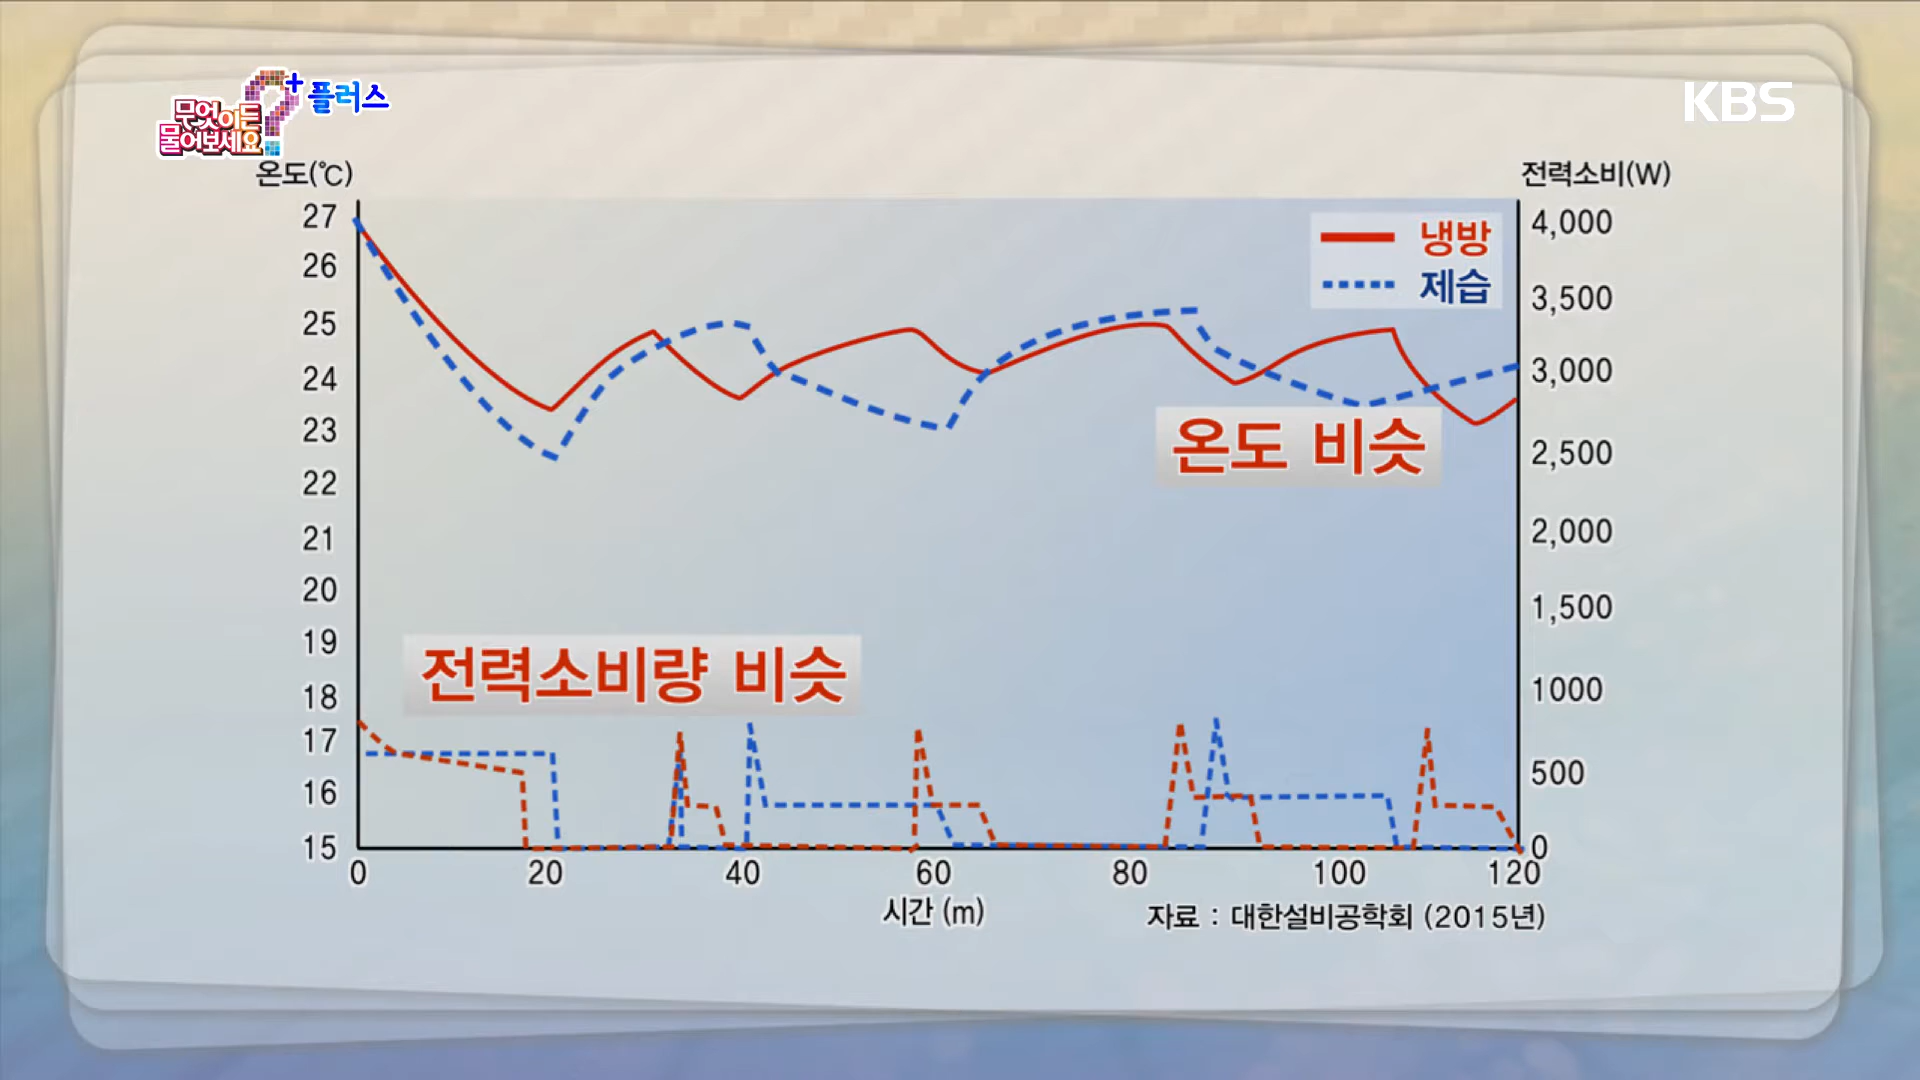 무엇이든
물어보세요
+ 플러스
KBS
온도(℃)
전력소비(W)
27
26
25
24
23
22
21
20
19
18
17
16
15
4,000
3,500
3,000
2,500
2,000
1,500
1000
500
0
냉방
제습
온도 비슷
전력소비량 비슷
0 20 40 60 80 100 120
시간 (m)
자료 : 대한설비공학회 (2015년)